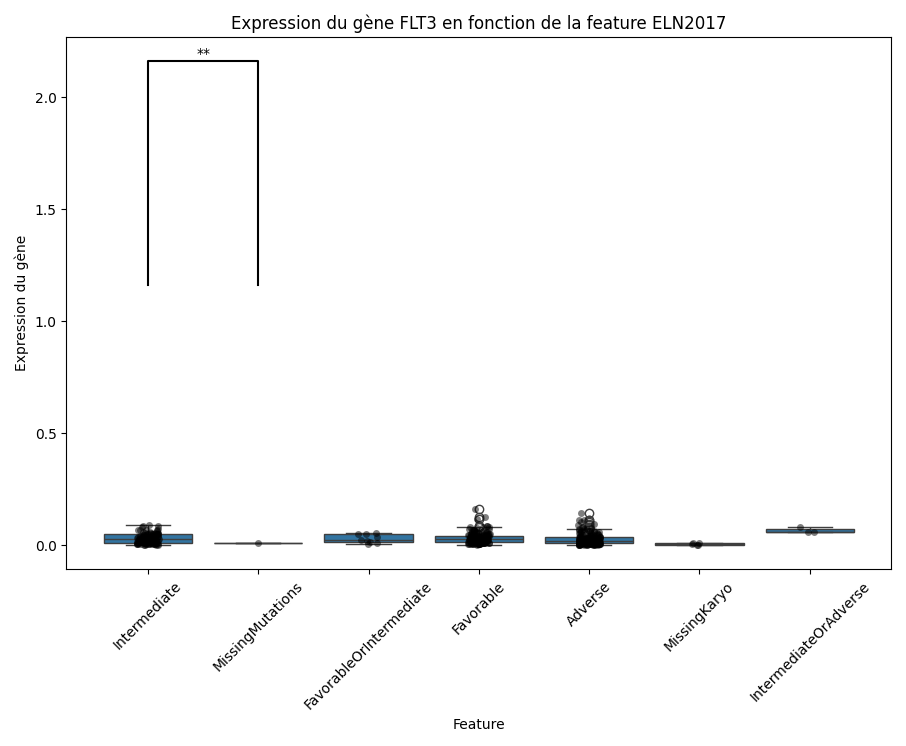 Expression du gène FLT3 en fonction de la feature ELN2017
**
2.0
1.5
1.0
0.5
0.0
Expression du gène
Intermediate
MissingMutations
FavorableOrIntermediate
Favorable
Adverse
MissingKaryo
IntermediateOrAdverse
Feature